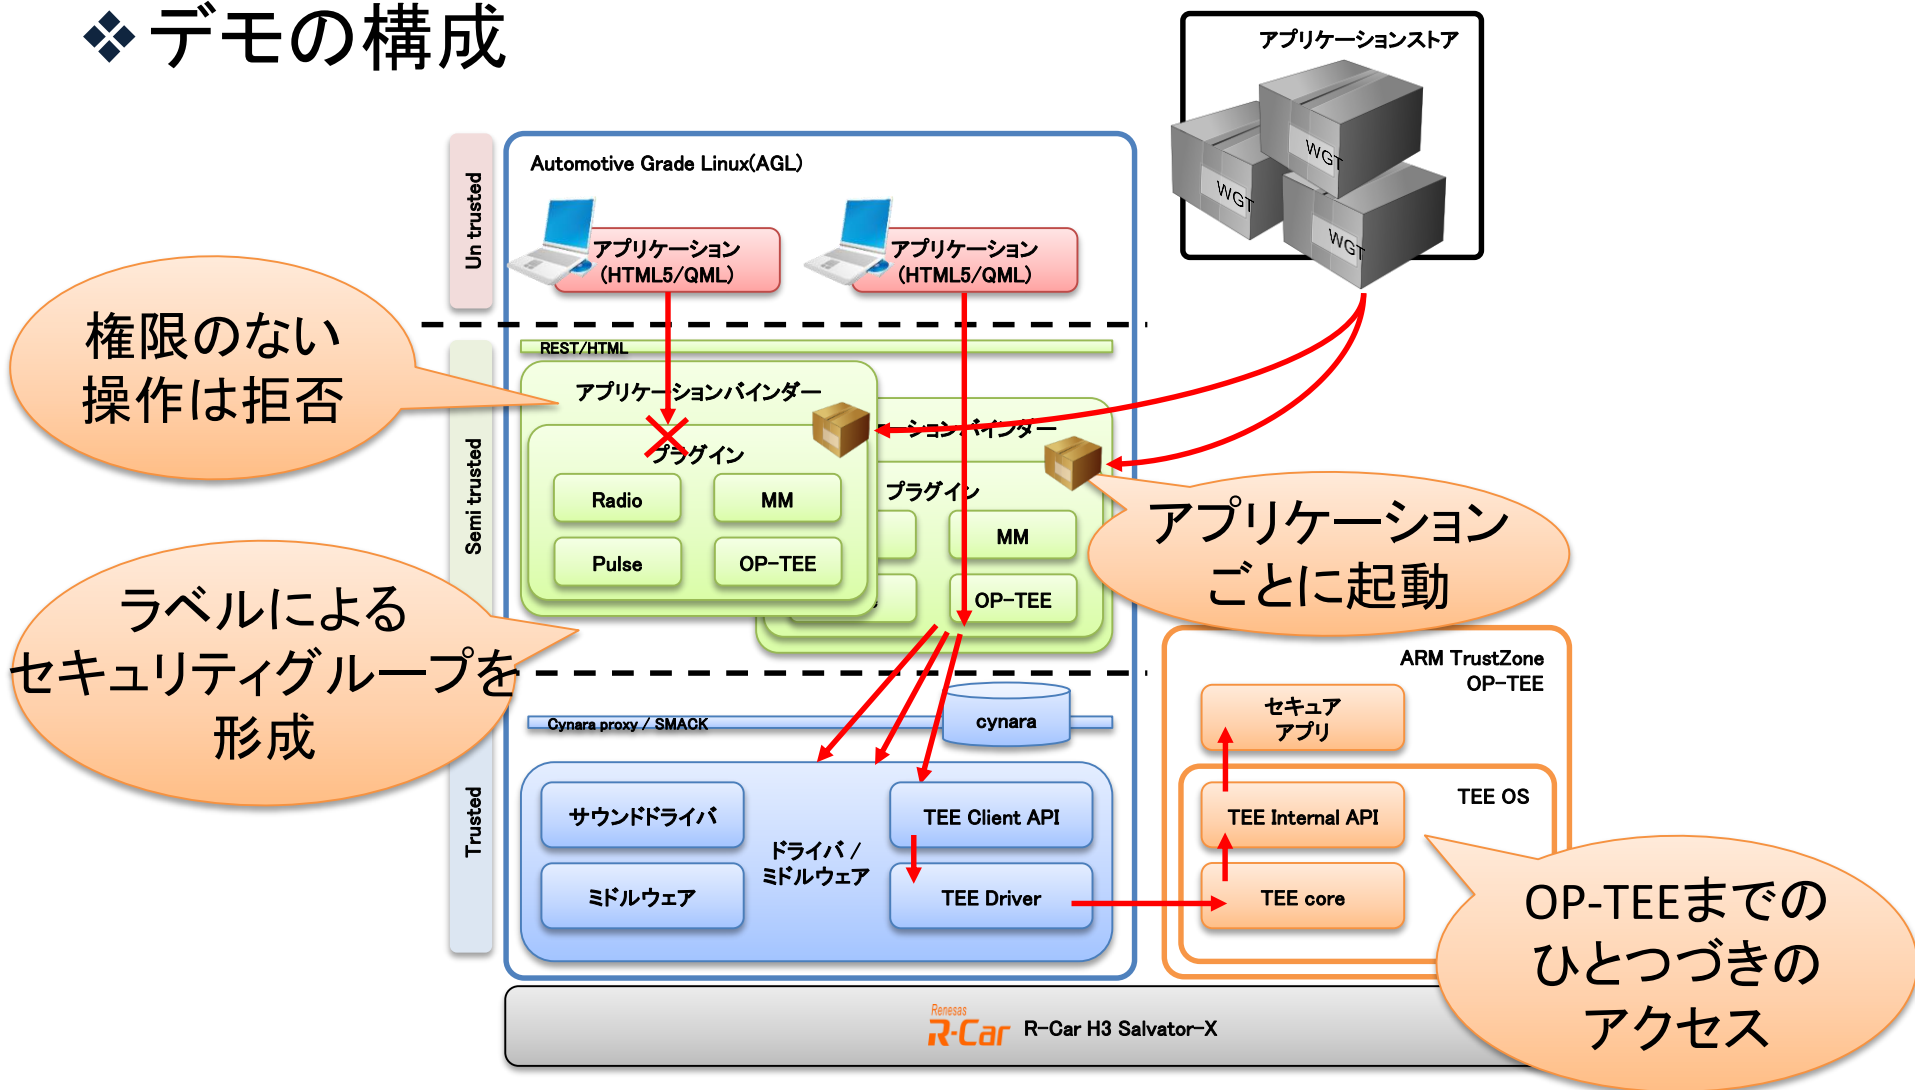 ❖デモの構成
アプリケーションストア
WGT
WGT
WGT
Automotive Grade Linux(AGL)
Un trusted
アプリケーション
(HTML5/QML)
アプリケーション
(HTML5/QML)
権限のない
操作は拒否
REST/HTML
アプリケーションバインダー
ーションバインダー
Semi trusted
プラグイン
プラグイン
Radio
MM
MM
Pulse
OP-TEE
OP-TEE
アプリケーション
ごとに起動
ラベルによる
セキュリティグループを
形成
ARM TrustZone
OP-TEE
セキュア
アプリ
Cynara proxy / SMACK
cynara
Trusted
サウンドドライバ
TEE Client API
ドライバ /
ミドルウェア
ミドルウェア
TEE Driver
TEE OS
TEE Internal API
TEE core
OP-TEEまでの
ひとつづきの
アクセス
Renesas
R-Car
R-Car H3 Salvator-X